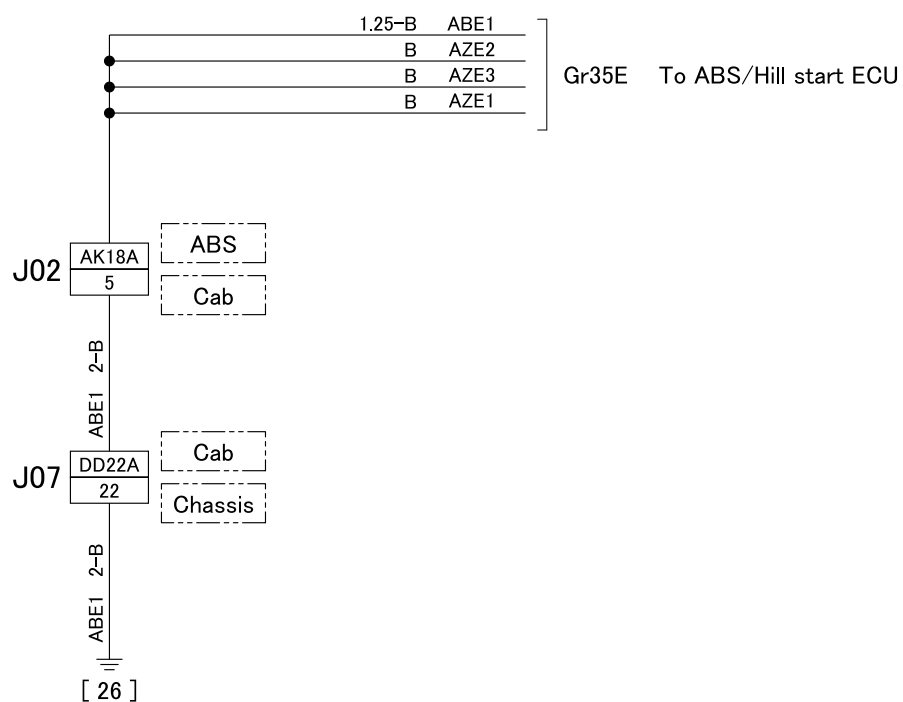 1.25-B ABE1
B AZE2
B AZE3
B AZE1
Gr35E To ABS/Hill start ECU
ABS
J02 AK18A
5
Cab
ABE1 2-B
Cab
J07 DD22A
22
Chassis
ABE1 2-B
[ 26 ]